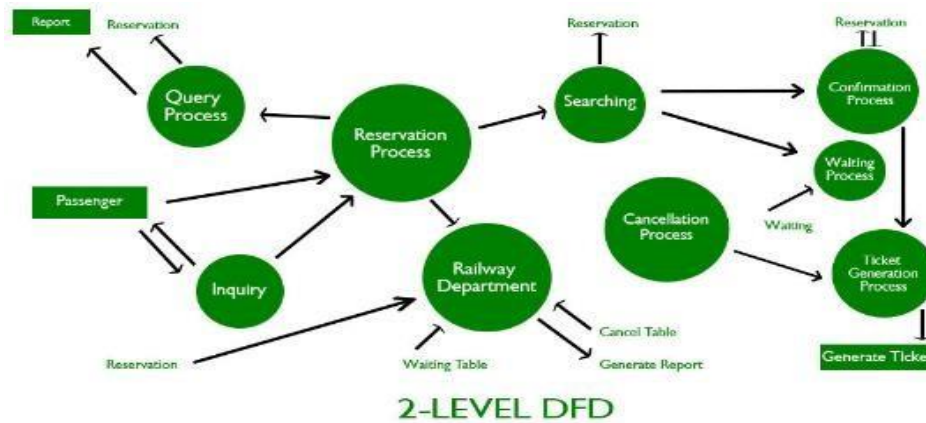 Report
Reservation
Reservation
Reservation
Query
Process
Searching
Confirmation
Process
Reservation
Process
Waiting
Process
Passenger
Cancellation
Process
Waiting
Railway
Department
Ticket
Generation
Process
Inquiry
Cancel Table
Reservation
Waiting Table
Generate Report
Generate Ticket
2-LEVEL DFD